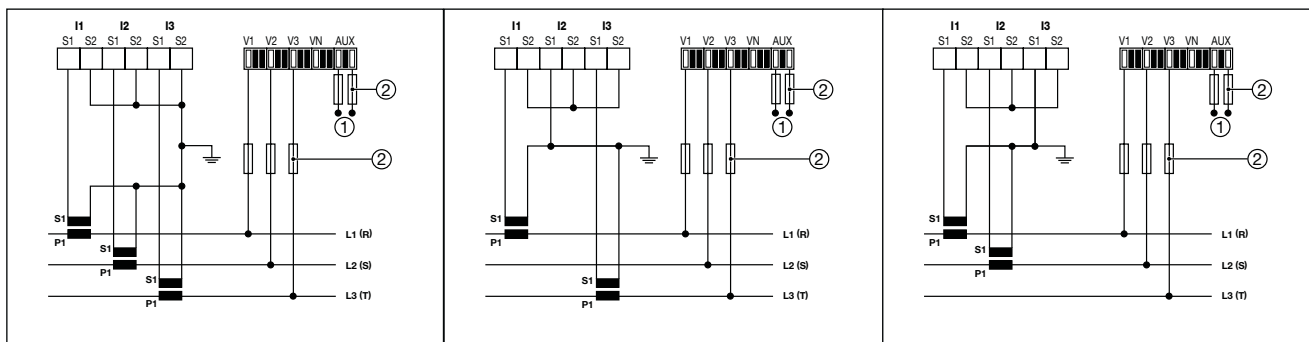 I1 I2 I3
S1 S2 S1 S2 S1 S2 V1 V2 V3 VN AUX
2
1
2
S1
P1 L1 (R)
S1
P1 L2 (S)
S1
P1 L3 (T)
I1 I2 I3
S1 S2 S1 S2 S1 S2 V1 V2 V3 VN AUX
2
1
2
S1
P1 L1 (R)
L2 (S)
S1
P1 L3 (T)
I1 I2 I3
S1 S2 S1 S2 S1 S2 V1 V2 V3 VN AUX
2
1
2
S1
P1 L1 (R)
S1
P1 L2 (S)
L3 (T)